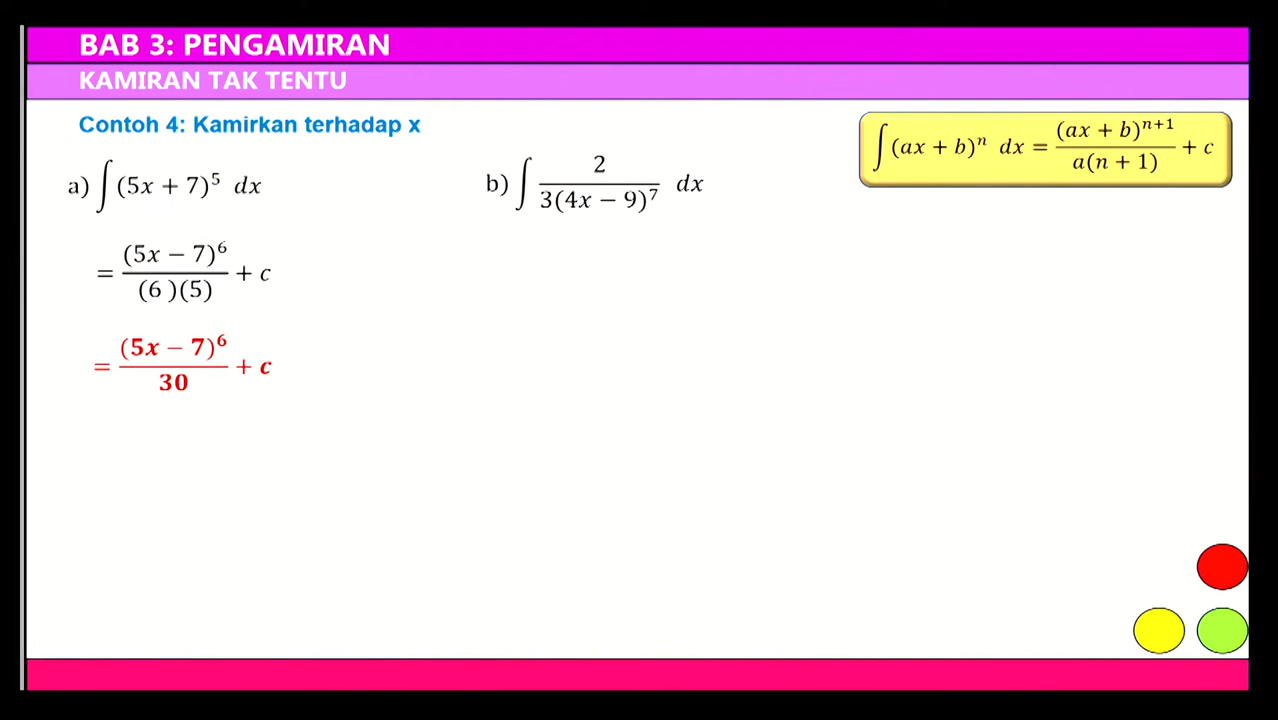 BAB 3: PENGAMIRAN
KAMIRAN TAK TENTU
Contoh 4: Kamirkan terhadap x
∫(ax + b)ⁿ dx = (ax + b)ⁿ⁺¹ / a(n + 1) + c
a) ∫(5x + 7)⁵ dx
b) ∫ 2 / 3(4x − 9)⁷ dx
= (5x − 7)⁶ / (6 )(5) + c
= (5x − 7)⁶ / 30 + c